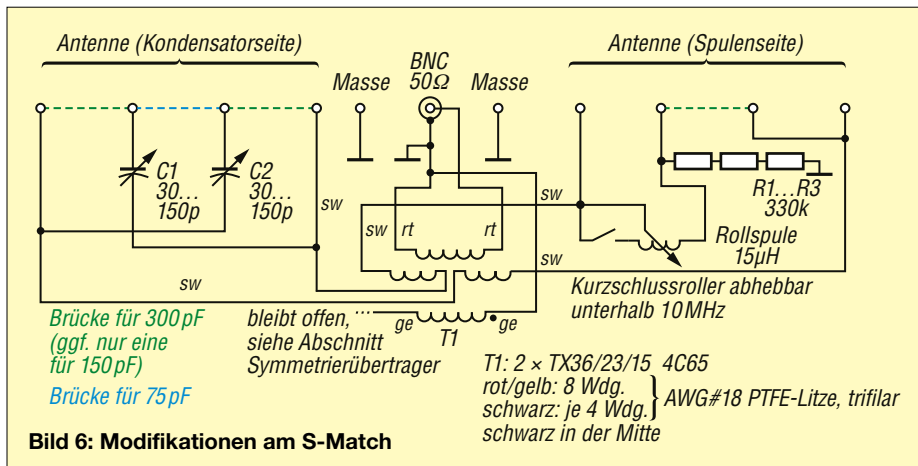 Antenne (Kondensatorseite)
Masse
BNC
50Ω
Masse
Antenne (Spulenseite)
C1
30...
150p
C2
30...
150p
sw
sw
rt
rt
sw
R1...R3
330k
Rollspule
15µH
sw
sw
Kurzschlussroller abhebbar
unterhalb 10MHz
Brücke für 300pF
(ggf. nur eine
für 150pF)
Brücke für 75pF
bleibt offen, ...
siehe Abschnitt
Symmetrieübertrager
ge
T1
ge
T1: 2 × TX36/23/15 4C65
rot/gelb: 8 Wdg.
schwarz: je 4 Wdg.
AWG#18 PTFE-Litze, trifilar
schwarz in der Mitte
Bild 6: Modifikationen am S-Match